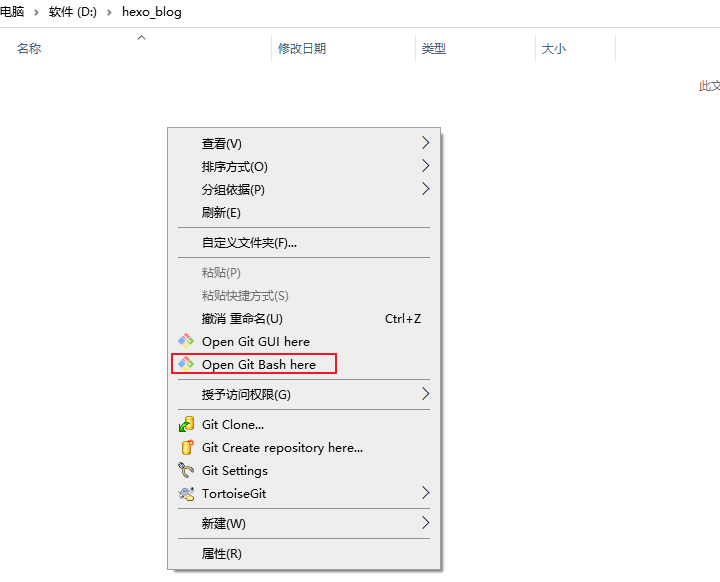 电脑 › 软件 (D:) › hexo_blog
名称 修改日期 类型 大小
此文
查看(V)
排序方式(O)
分组依据(P)
刷新(E)
自定义文件夹(F)...
粘贴(P)
粘贴快捷方式(S)
撤消 重命名(U) Ctrl+Z
Open Git GUI here
Open Git Bash here
授予访问权限(G)
Git Clone...
Git Create repository here...
Git Settings
TortoiseGit
新建(W)
属性(R)